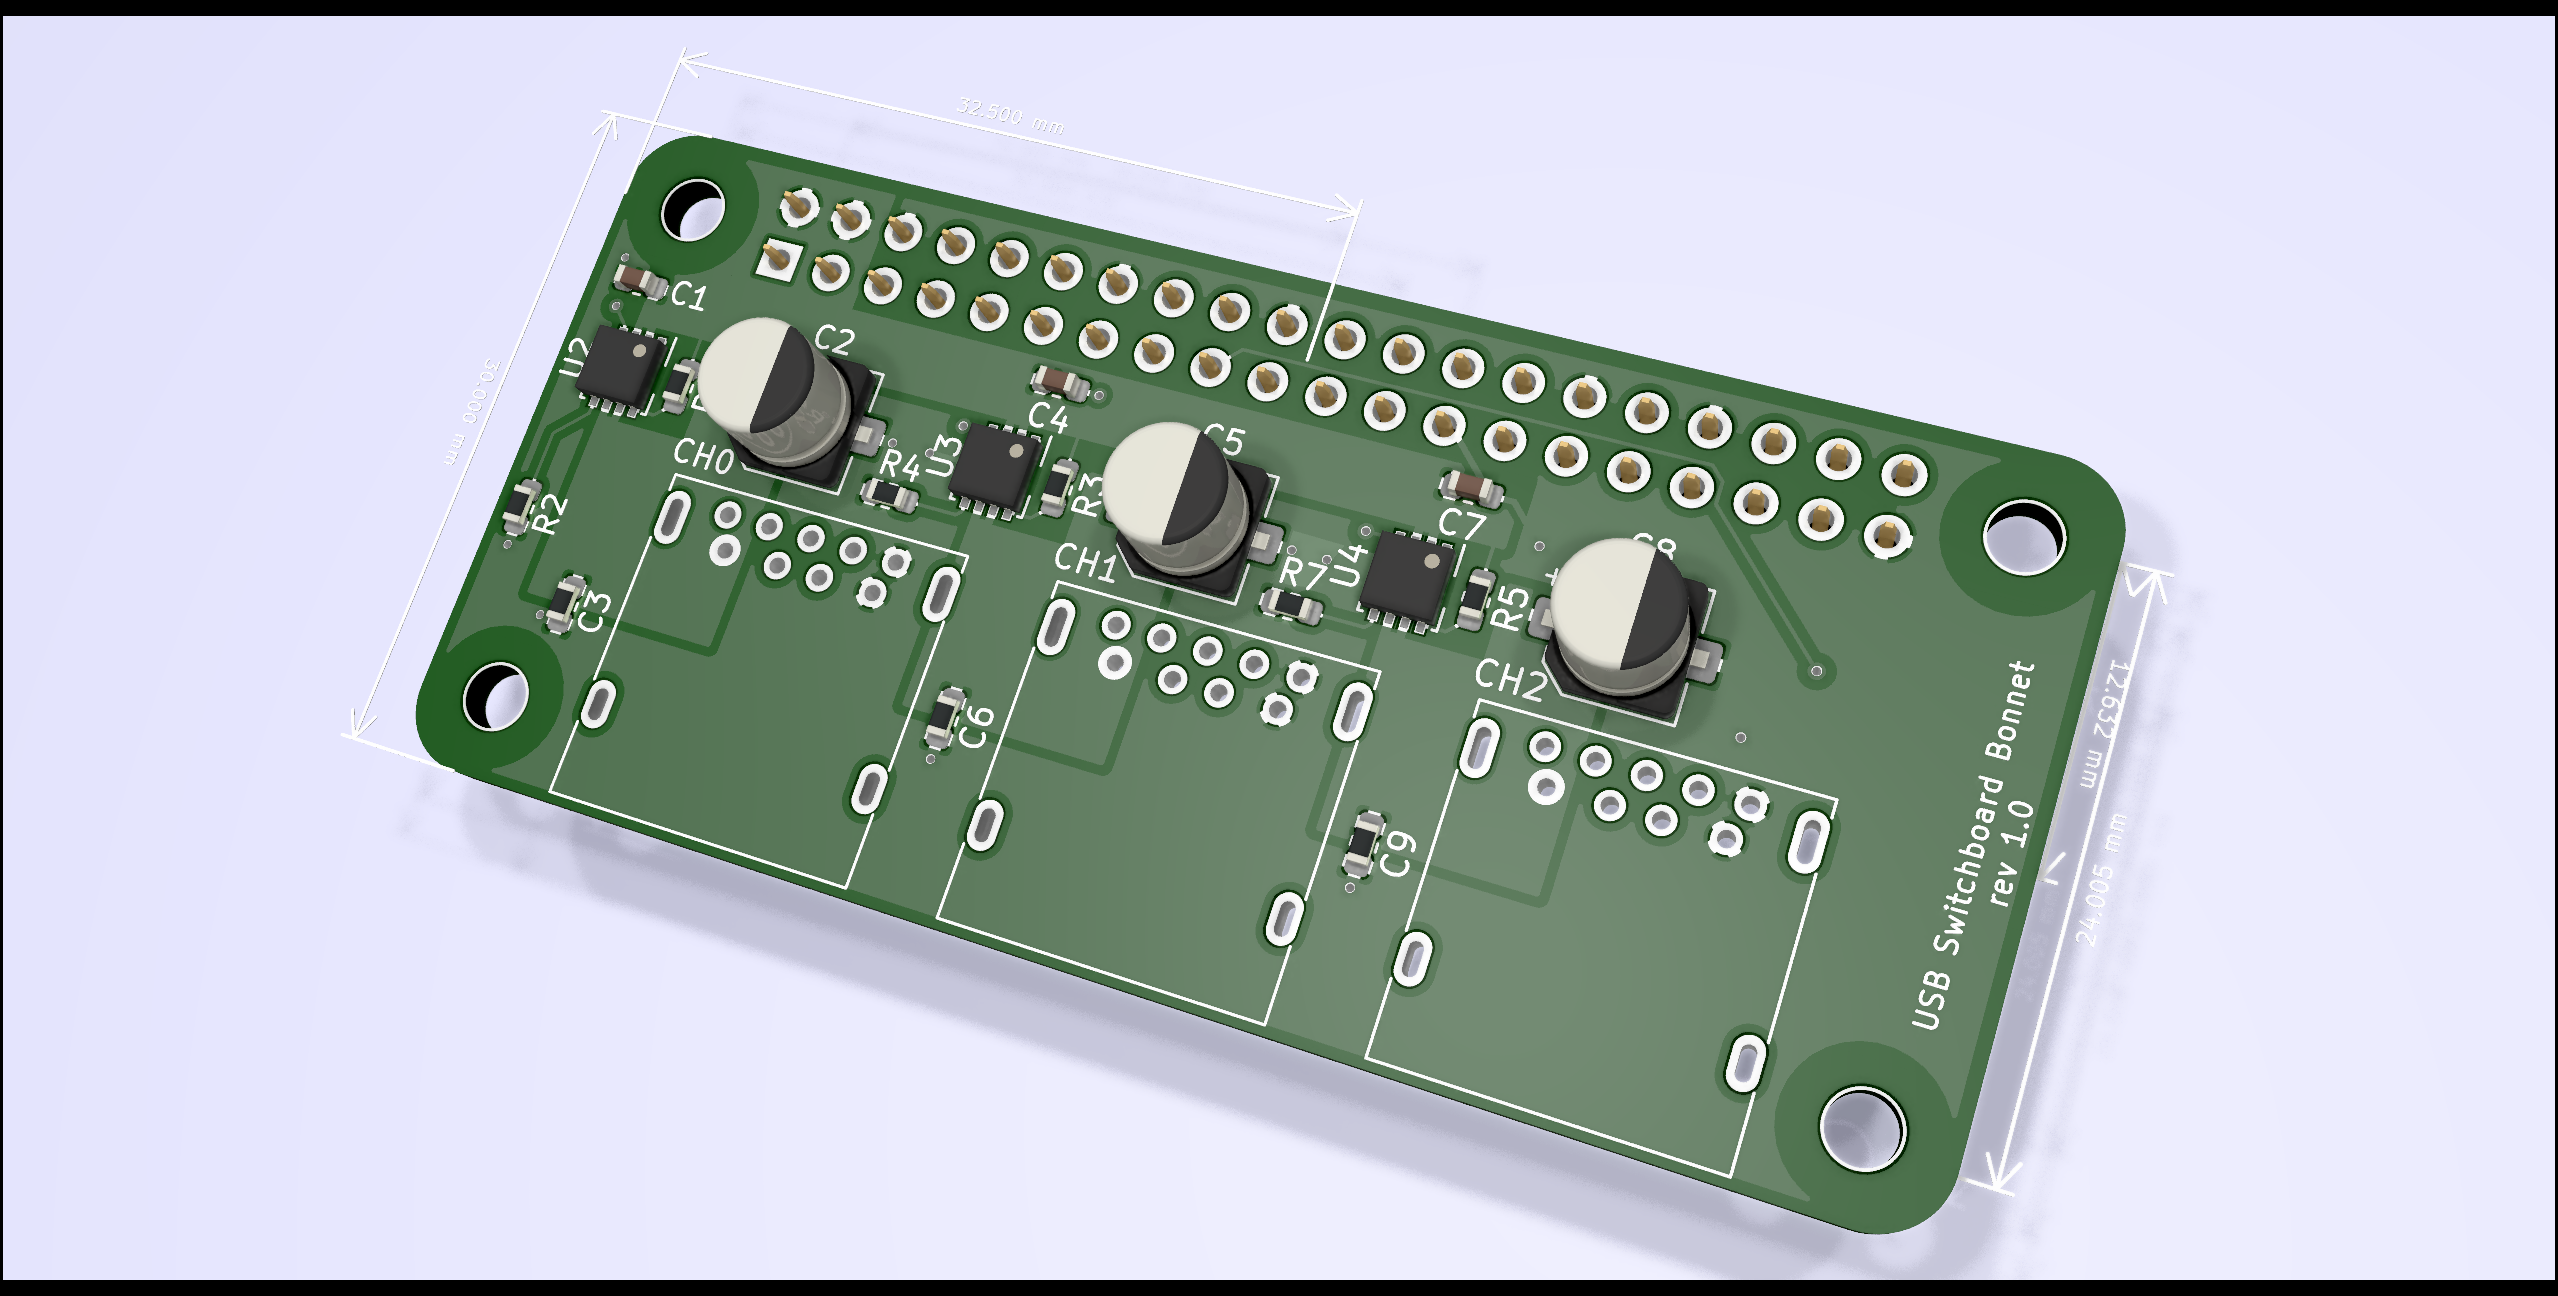 32.500 mm
30.000 mm
C1
U2
C2
CH0
R2
C3
C4
R4
U3
R3
C5
CH1
C6
C7
R7
U4
R5
C8
CH2
C9
USB Switchboard Bonnet
rev 1.0
12.632 mm
24.005 mm